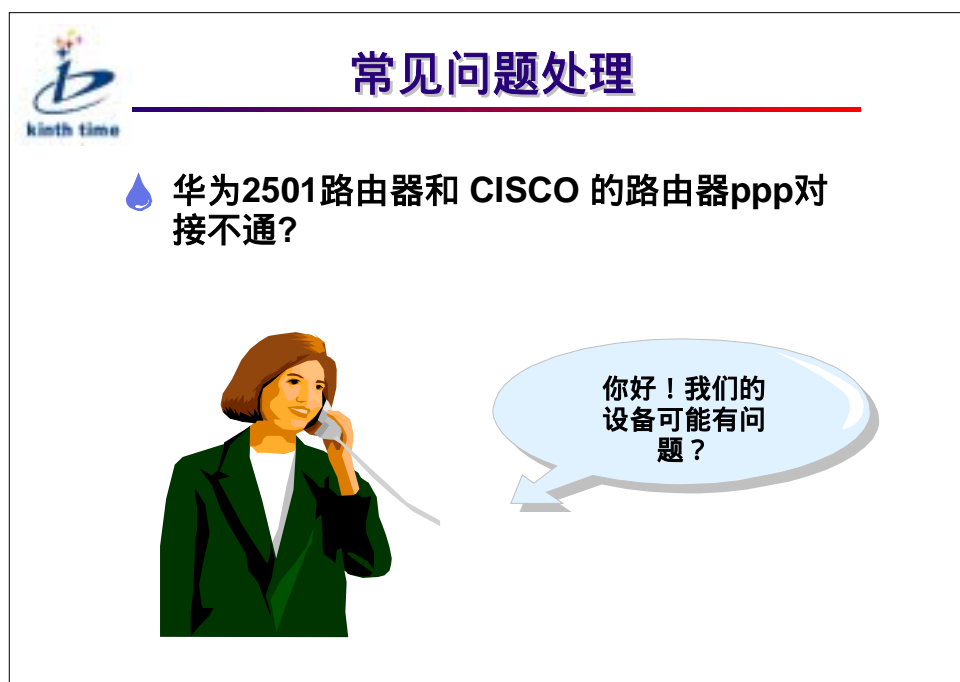 常见问题处理
kinth time
华为2501路由器和 CISCO 的路由器ppp对
接不通?
你好！我们的
设备可能有问
题？